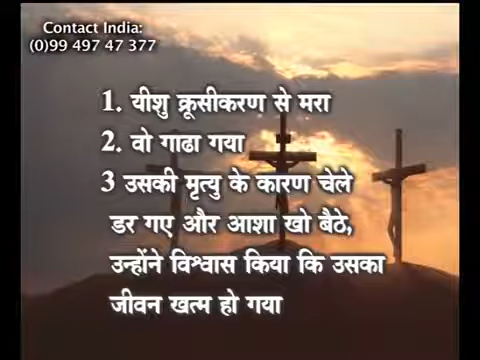 Contact India:
(0)99 497 47 377
1. यीशु क्रूसीकरण से मरा
2. वो गाढा गया
3 उसकी मृत्यु के कारण चेले
डर गए और आशा खो बैठे,
उन्होंने विश्वास किया कि उसका
जीवन खत्म हो गया